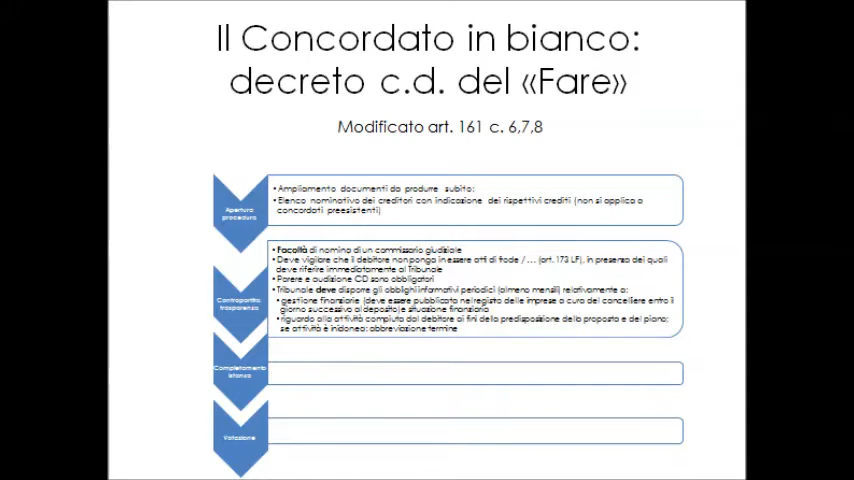 Il Concordato in bianco:
decreto c.d. del «Fare»
Modificato art. 161 c. 6,7,8
Apertura
procedura
• Ampliamento documenti da produrre subito:
• Elenco nominativo dei creditori con indicazione dei rispettivi crediti (non si applica a
concordati preesistenti)
Contropartita:
trasparenza
• Facoltà di nomina di un commissario giudiziale
• Deve vigilare che il debitore non ponga in essere atti di frode / ... (art. 173 LF), in presenza dei quali
deve riferire immediatamente al Tribunale
• Parere e audizione CD sono obbligatori
• Tribunale deve disporre gli obblighi informativi periodici (almeno mensili) relativamente a:
• gestione finanziaria (deve essere pubblicata nel registro delle imprese a cura del cancelliere entro il
giorno successivo al deposito)e situazione finanziaria
• riguardo alla attività compiuta dal debitore ai fini della predisposizione della proposta e del piano;
se attività è inidonea: abbreviazione termine
Completamento
istanza
Votazione